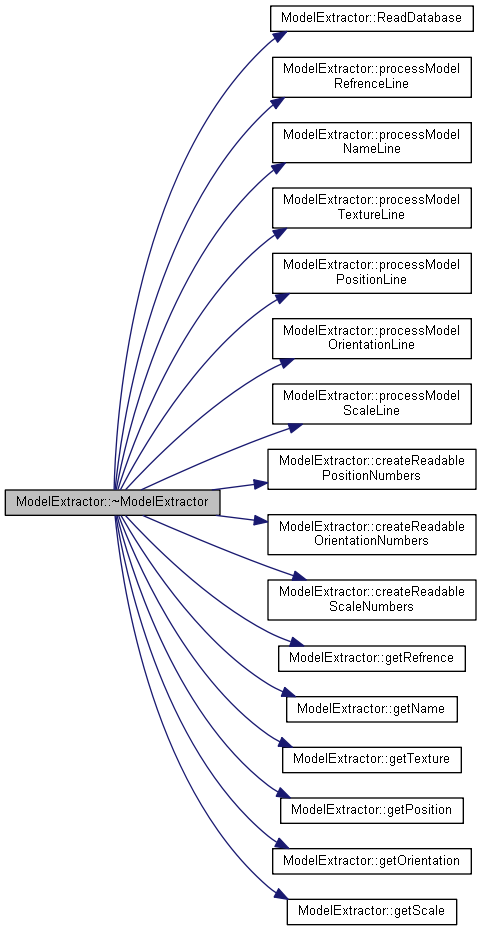 ModelExtractor::ReadDatabase
ModelExtractor::processModel
RefrenceLine
ModelExtractor::processModel
NameLine
ModelExtractor::processModel
TextureLine
ModelExtractor::processModel
PositionLine
ModelExtractor::processModel
OrientationLine
ModelExtractor::processModel
ScaleLine
ModelExtractor::createReadable
PositionNumbers
ModelExtractor::~ModelExtractor
ModelExtractor::createReadable
OrientationNumbers
ModelExtractor::createReadable
ScaleNumbers
ModelExtractor::getRefrence
ModelExtractor::getName
ModelExtractor::getTexture
ModelExtractor::getPosition
ModelExtractor::getOrientation
ModelExtractor::getScale